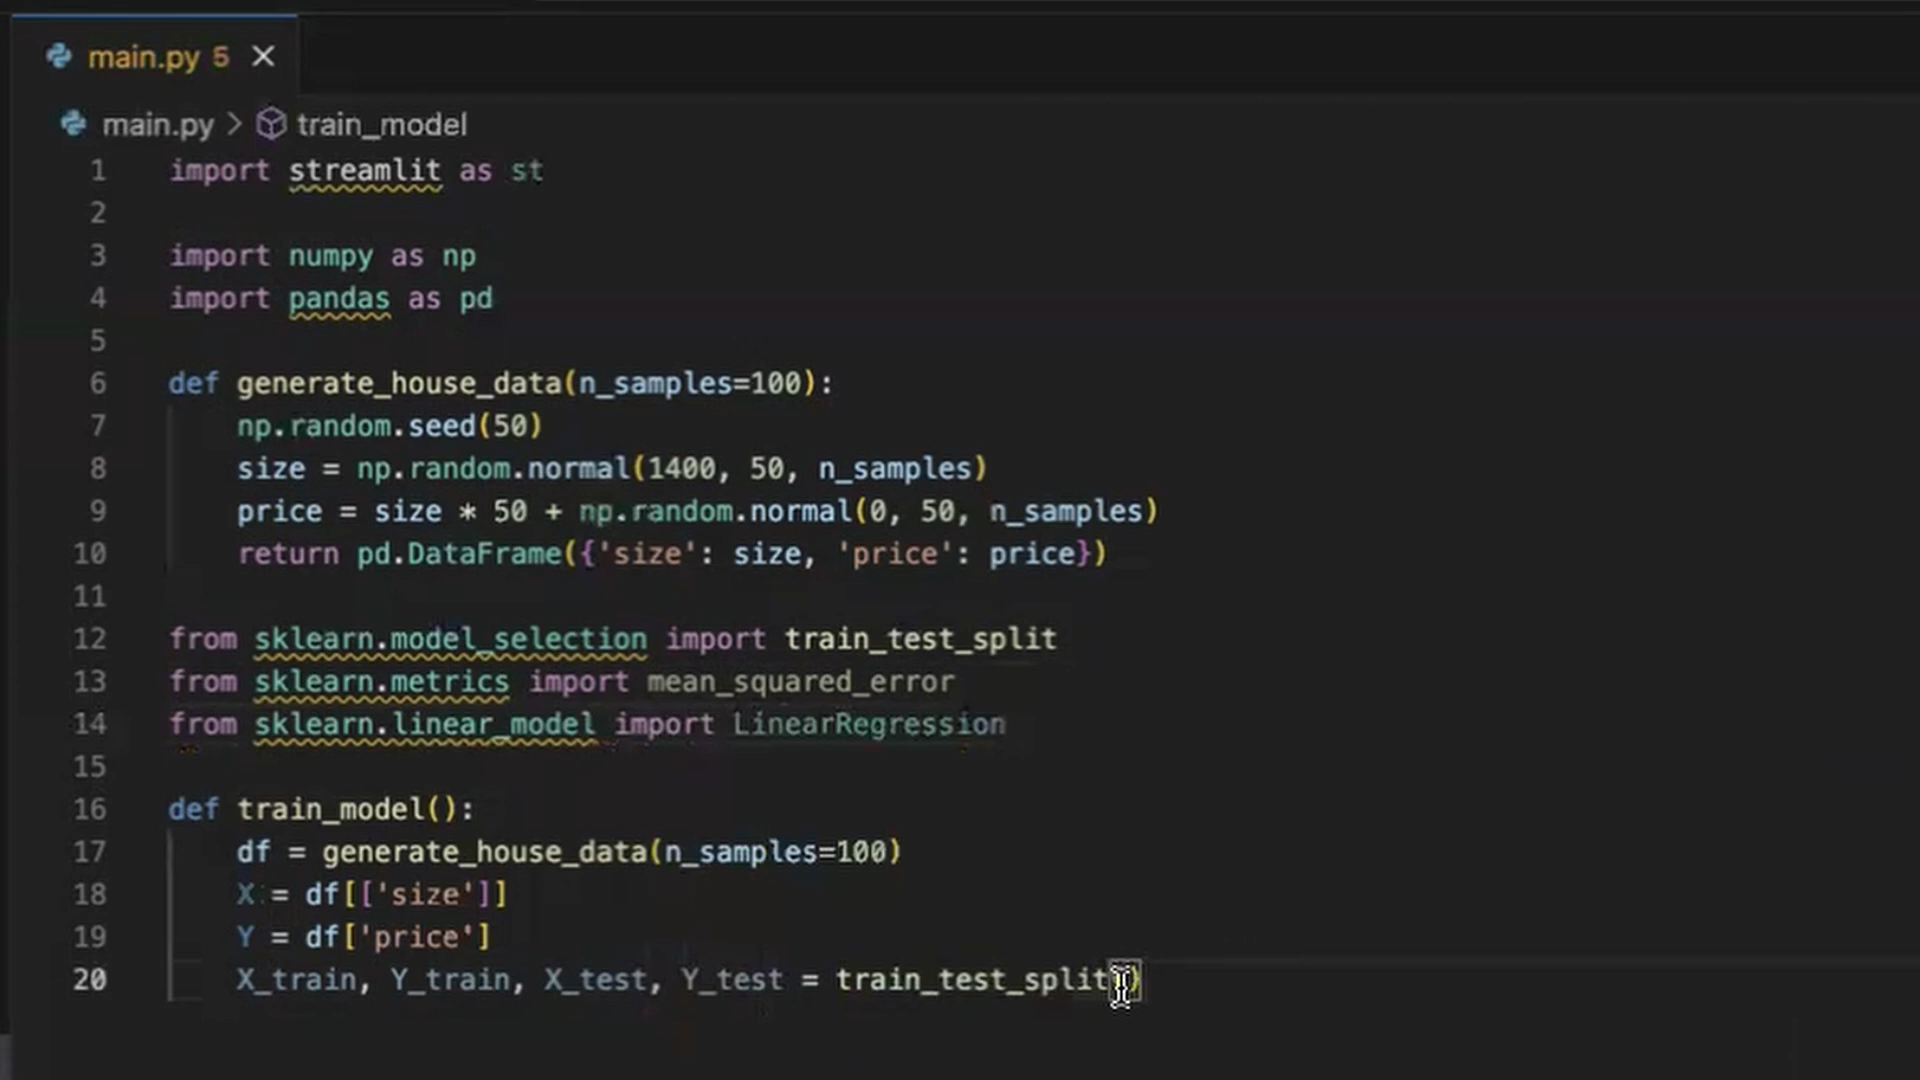 main.py 5
main.py > train_model
1 import streamlit as st
2
3 import numpy as np
4 import pandas as pd
5
6 def generate_house_data(n_samples=100):
7     np.random.seed(50)
8     size = np.random.normal(1400, 50, n_samples)
9     price = size * 50 + np.random.normal(0, 50, n_samples)
10     return pd.DataFrame({'size': size, 'price': price})
11
12 from sklearn.model_selection import train_test_split
13 from sklearn.metrics import mean_squared_error
14 from sklearn.linear_model import LinearRegression
15
16 def train_model():
17     df = generate_house_data(n_samples=100)
18     X = df[['size']]
19     Y = df['price']
20     X_train, Y_train, X_test, Y_test = train_test_split()